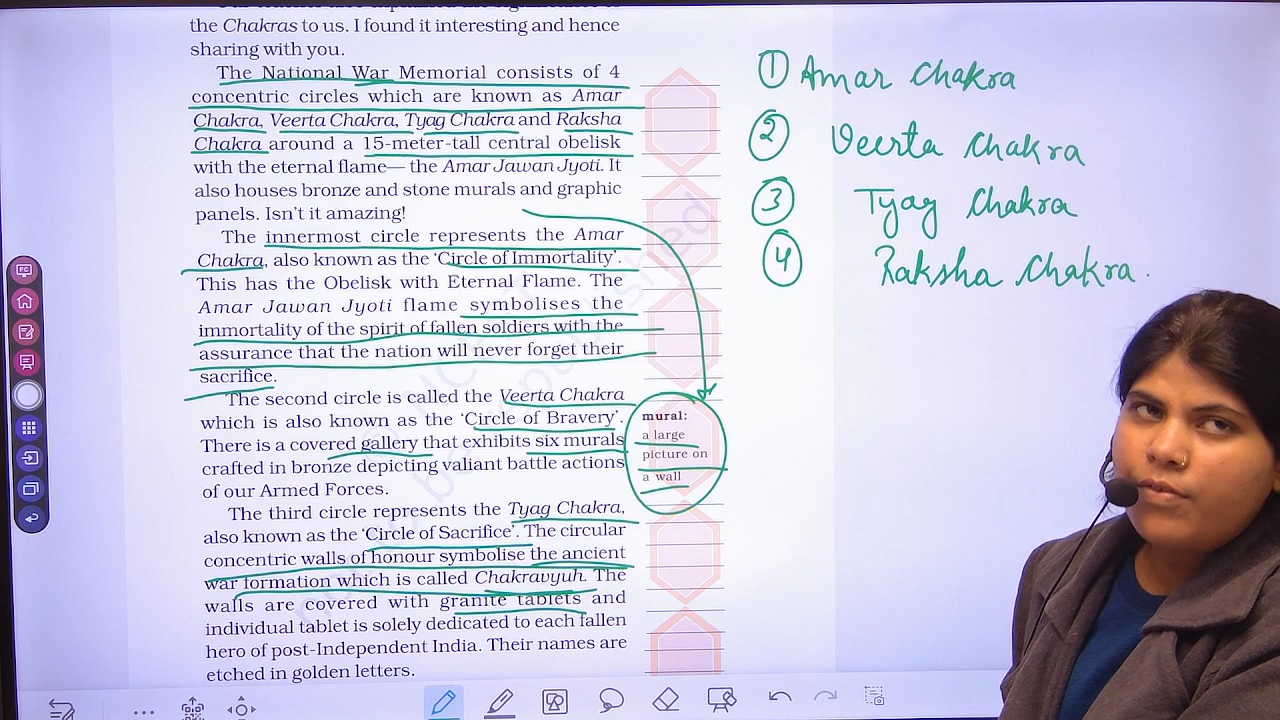 the Chakras to us. I found it interesting and hence
sharing with you.
The National War Memorial consists of 4
concentric circles which are known as Amar
Chakra, Veerta Chakra, Tyag Chakra and Raksha
Chakra around a 15-meter-tall central obelisk
with the eternal flame— the Amar Jawan Jyoti. It
also houses bronze and stone murals and graphic
panels. Isn't it amazing!
The innermost circle represents the Amar
Chakra, also known as the 'Circle of Immortality'.
This has the Obelisk with Eternal Flame. The
Amar Jawan Jyoti flame symbolises the
immortality of the spirit of fallen soldiers with the
assurance that the nation will never forget their
sacrifice.
The second circle is called the Veerta Chakra
which is also known as the 'Circle of Bravery'.
There is a covered gallery that exhibits six murals
crafted in bronze depicting valiant battle actions
of our Armed Forces.
The third circle represents the Tyag Chakra,
also known as the 'Circle of Sacrifice'. The circular
concentric walls of honour symbolise the ancient
war formation which is called Chakravyuh. The
walls are covered with granite tablets and
individual tablet is solely dedicated to each fallen
hero of post-Independent India. Their names are
etched in golden letters.
mural:
a large
picture on
a wall
1 Amar Chakra
2 Veerta Chakra
3 Tyag Chakra
4 Raksha Chakra.